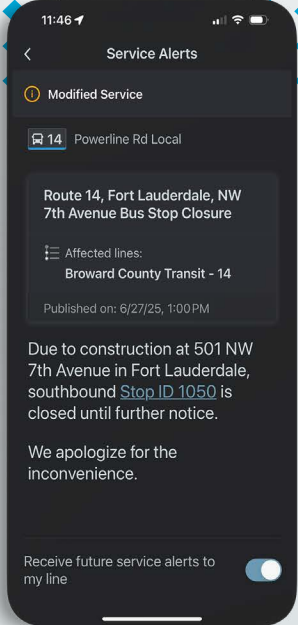 11:46
Service Alerts
Modified Service
14 Powerline Rd Local
Route 14, Fort Lauderdale, NW
7th Avenue Bus Stop Closure
Affected lines:
Broward County Transit - 14
Published on: 6/27/25, 1:00PM
Due to construction at 501 NW
7th Avenue in Fort Lauderdale,
southbound Stop ID 1050 is
closed until further notice.
We apologize for the
inconvenience.
Receive future service alerts to
my line